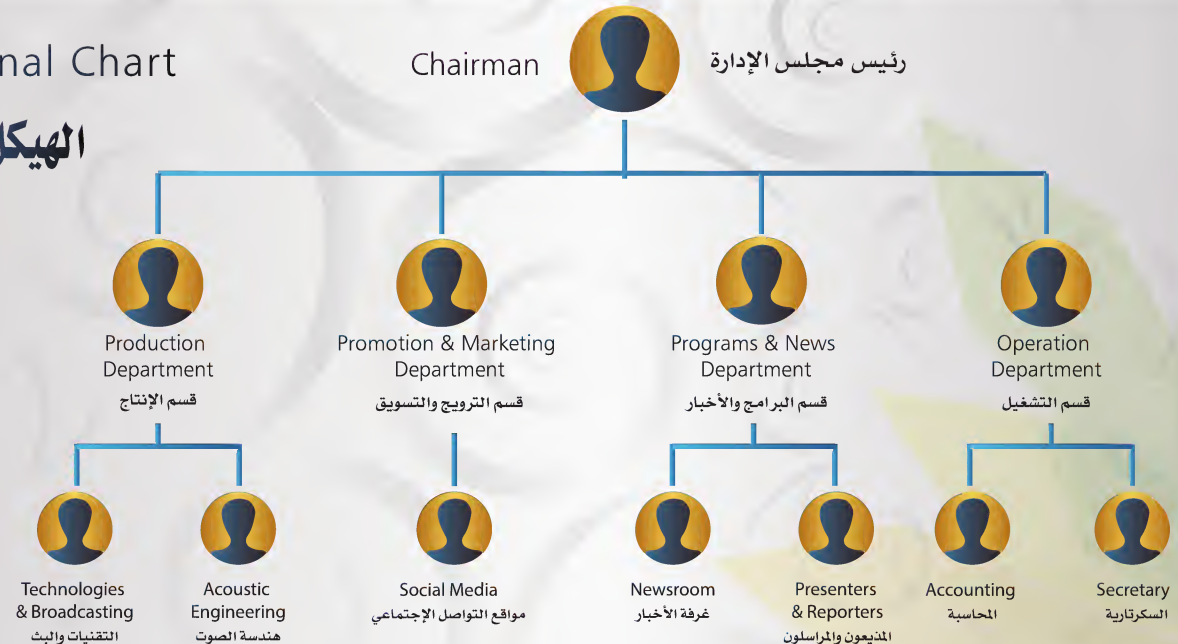 nal Chart
Chairman
رئيس مجلس الإدارة
Production
Department
قسم الإنتاج
Promotion & Marketing
Department
قسم الترويج والتسويق
Programs & News
Department
قسم البرامج والأخبار
Operation
Department
قسم التشغيل
Technologies
& Broadcasting
التقنيات والبث
Acoustic
Engineering
هندسة الصوت
Social Media
مواقع التواصل الإجتماعي
Newsroom
غرفة الأخبار
Presenters
& Reporters
المذيعون والمراسلون
Accounting
المحاسبة
Secretary
السكرتارية